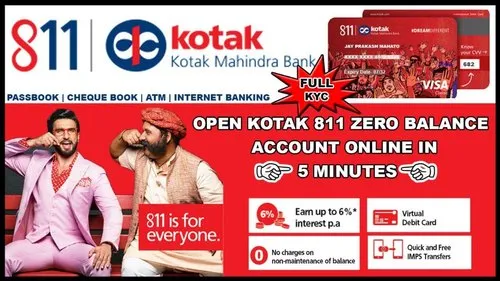 811 kotak
Kotak Mahindra Bank
PASSBOOK | CHEQUE BOOK | ATM | INTERNET BANKING
JAY PRAKASH MAHATO
VISA
682
FULL
KYC
OPEN KOTAK 811 ZERO BALANCE
ACCOUNT ONLINE IN
5 MINUTES
811 is for
everyone.
6%
Earn up to 6%*
interest p.a
Virtual
Debit Card
0
No charges on
non-maintenance of balance
Quick and Free
IMPS Transfers